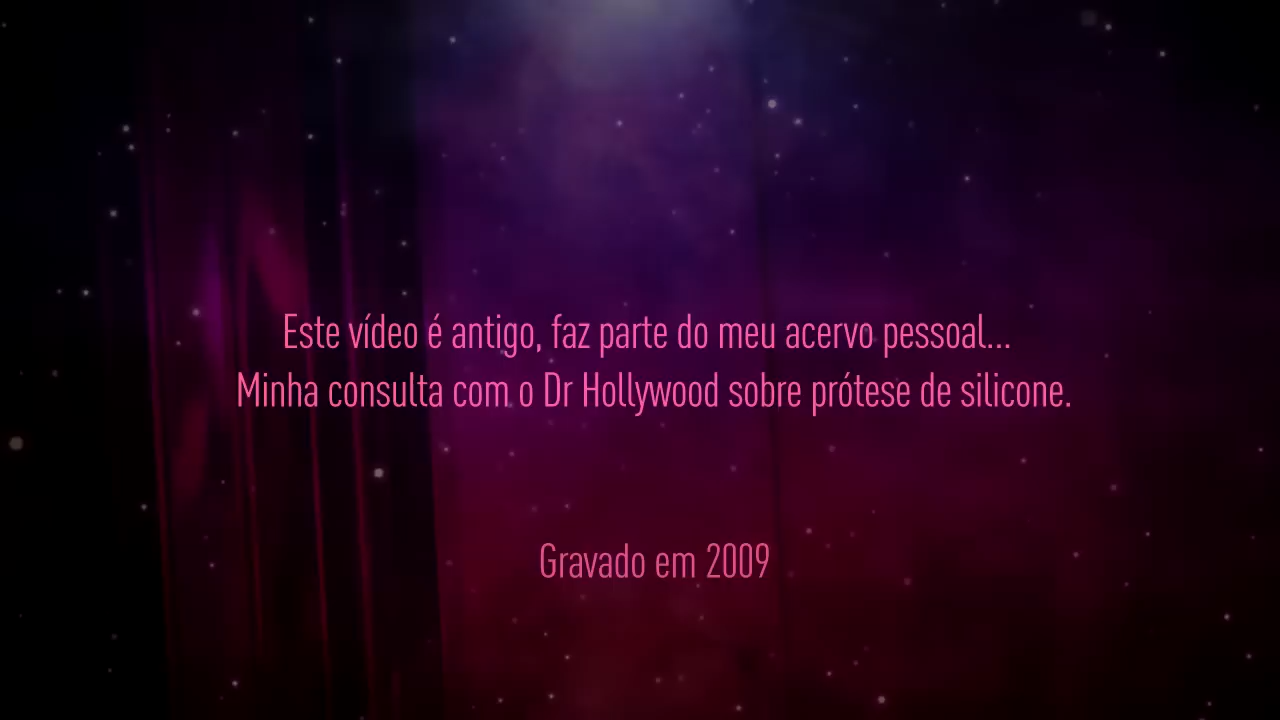 Este vídeo é antigo, faz parte do meu acervo pessoal...
Minha consulta com o Dr Hollywood sobre prótese de silicone.
Gravado em 2009